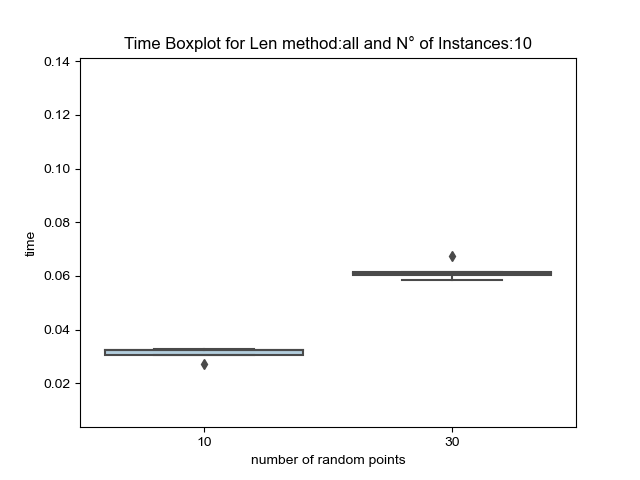 Time Boxplot for Len method:all and N° of Instances:10
0.14
0.12
0.10
0.08
0.06
0.04
0.02
time
10 30
number of random points